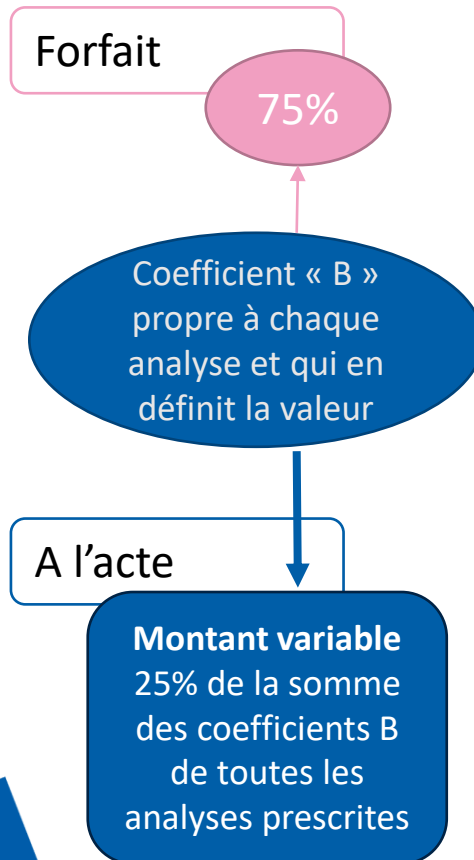 Forfait
75%
Coefficient « B »
propre à chaque
analyse et qui en
définit la valeur
A l’acte
Montant variable
25% de la somme
des coefficients B
de toutes les
analyses prescrites